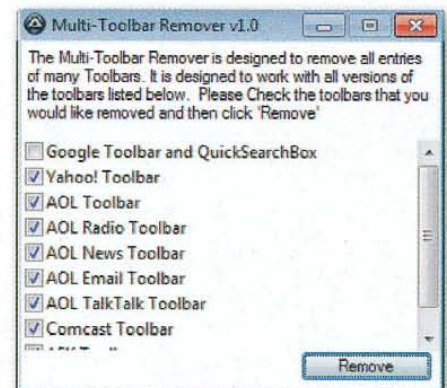 Multi-Toolbar Remover v1.0
The Multi-Toolbar Remover is designed to remove all entries
of many Toolbars. It is designed to work with all versions of
the toolbars listed below. Please Check the toolbars that you
would like removed and then click 'Remove'
Google Toolbar and QuickSearchBox
Yahoo! Toolbar
AOL Toolbar
AOL Radio Toolbar
AOL News Toolbar
AOL Email Toolbar
AOL TalkTalk Toolbar
Comcast Toolbar
Remove